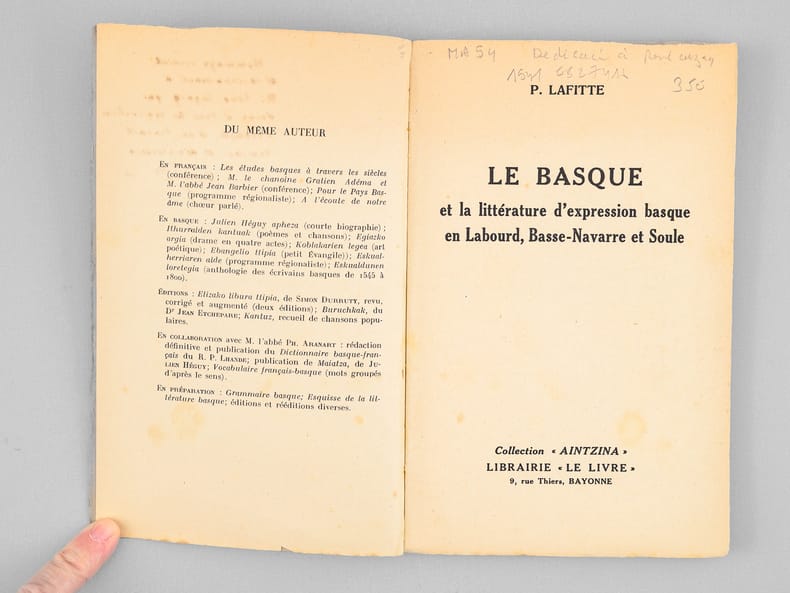 DU MÊME AUTEUR
EN FRANÇAIS : Les études basques à travers les siècles
(conférence) ; M. le chanoine Gratien Adéma et
M. l'abbé Jean Barbier (conférence) ; Pour le Pays Bas-
que (programme régionaliste) ; A l'écoute de notre
âme (chœur parlé).
EN BASQUE : Julien Héguy apheza (courte biographie) ;
Ithurralden kantuak (poèmes et chansons) ; Egiazko
argia (drame en quatre actes) ; Koblakarien legea (art
poétique) ; Ebangelio ttipia (petit Évangile)) ; Eskual-
herriaren alde (programme régionaliste) ; Eskualdunen
loretegia (anthologie des écrivains basques de 1545 à
1800).
ÉDITIONS : Elizako libura ttipia, de SIMON DURRUTY, revu,
corrigé et augmenté (deux éditions) ; Buruchkak, du
Dr JEAN ETCHEPARE ; Kantuz, recueil de chansons popu-
laires.
EN COLLABORATION avec M. l'abbé PH. ARANART : rédaction
définitive et publication du Dictionnaire basque-fran-
çais du R. P. LHANDE ; publication de Maiatza, de JU-
LIEN HÉGUY ; Vocabulaire français-basque (mots groupés
d'après le sens).
EN PRÉPARATION : Grammaire basque ; Esquisse de la lit-
térature basque ; éditions et rééditions diverses.
MA 54 Dedicacé à
350
P. LAFITTE
LE BASQUE
et la littérature d'expression basque
en Labourd, Basse-Navarre et Soule
Collection « AINTZINA »
LIBRAIRIE « LE LIVRE »
9, rue Thiers, BAYONNE